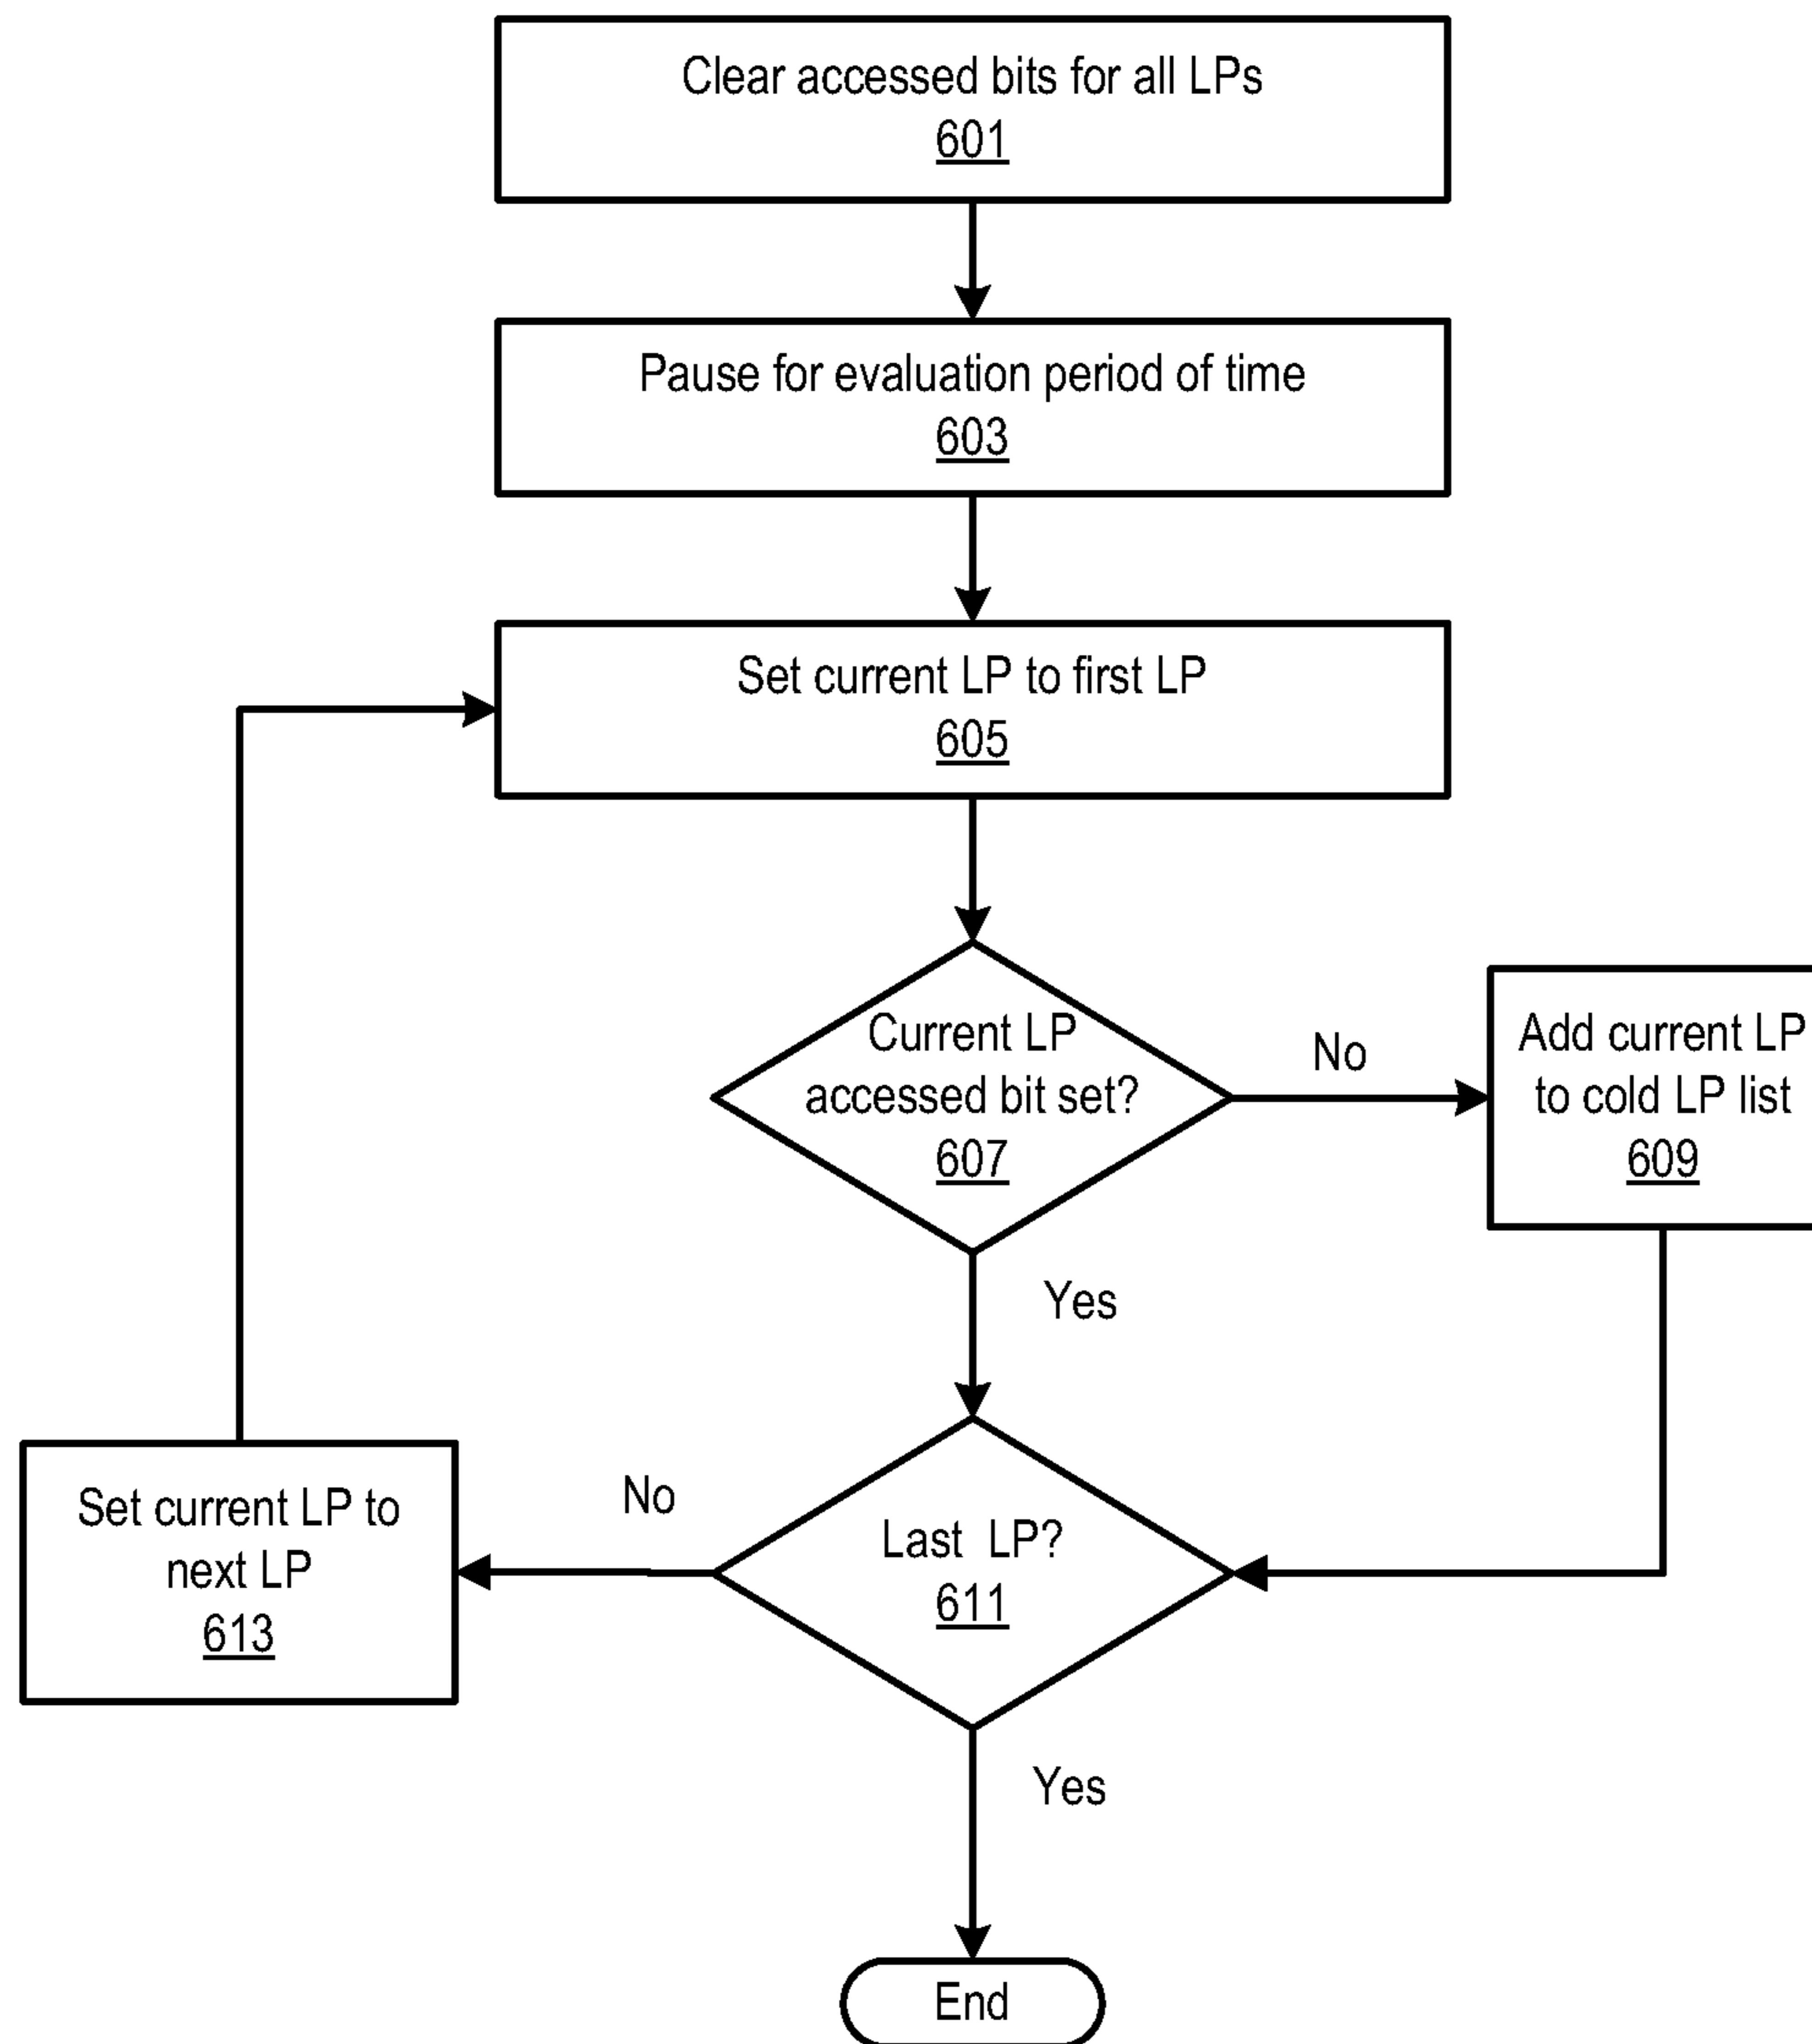 Clear accessed bits for all LPs
601
Pause for evaluation period of time
603
Set current LP to first LP
605
Current LP
accessed bit set?
607
No
Add current LP
to cold LP list
609
Yes
Last LP?
611
No
Set current LP to
next LP
613
Yes
End